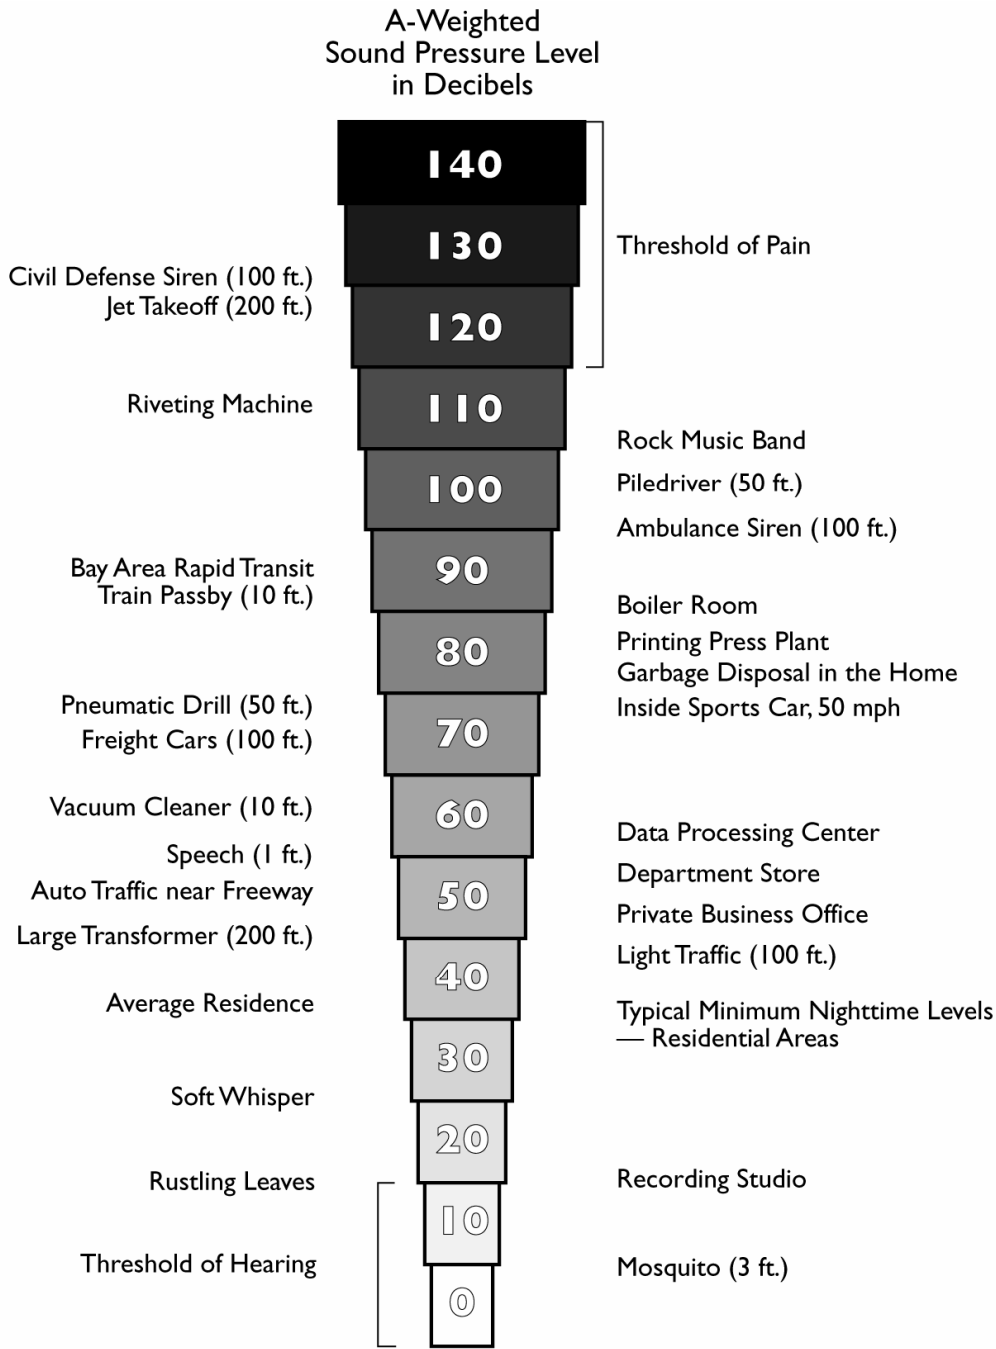 A-Weighted
Sound Pressure Level
in Decibels
140
130
Threshold of Pain
Civil Defense Siren (100 ft.)
Jet Takeoff (200 ft.)
120
Riveting Machine
110
Rock Music Band
100
Piledriver (50 ft.)
Ambulance Siren (100 ft.)
Bay Area Rapid Transit
Train Passby (10 ft.)
90
Boiler Room
80
Printing Press Plant
Garbage Disposal in the Home
Pneumatic Drill (50 ft.)
Inside Sports Car, 50 mph
Freight Cars (100 ft.)
70
Vacuum Cleaner (10 ft.)
60
Data Processing Center
Speech (1 ft.)
Department Store
Auto Traffic near Freeway
50
Private Business Office
Large Transformer (200 ft.)
Light Traffic (100 ft.)
40
Average Residence
Typical Minimum Nighttime Levels
— Residential Areas
30
Soft Whisper
20
Rustling Leaves
Recording Studio
10
Threshold of Hearing
Mosquito (3 ft.)
0